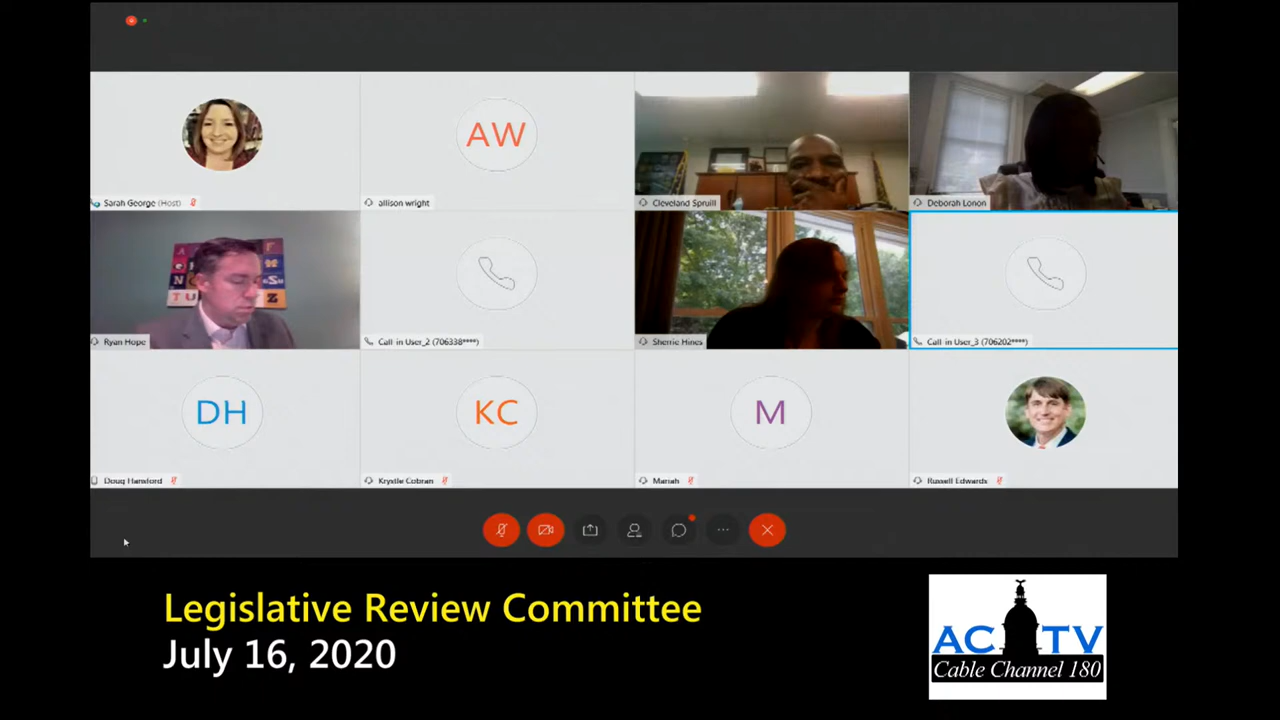 AW
Sarah George (Host)
allison wright
Cleveland Spruill
Deborah Lonon
Ryan Hope
Call-in User_2 (706338****)
Sherrie Hines
Call-in User_3 (706202****)
DH
KC
M
Doug Hansford
Krystle Cobran
Mariah
Russell Edwards
Legislative Review Committee
July 16, 2020
AC TV
Cable Channel 180